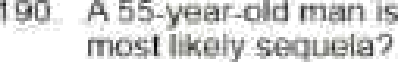 190. A 55-year-old man is
most likely sequela?